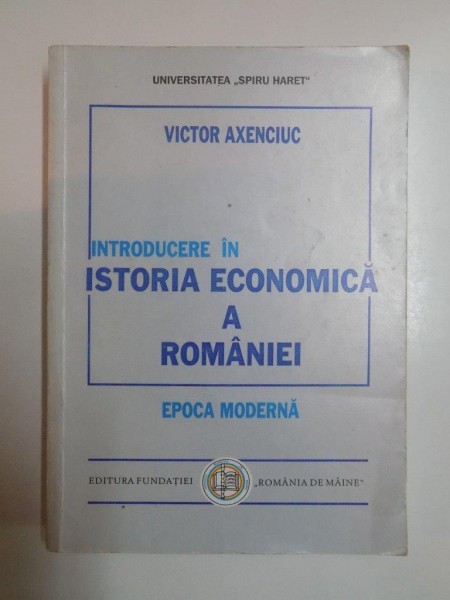 UNIVERSITATEA „SPIRU HARET“
VICTOR AXENCIUC
INTRODUCERE ÎN
ISTORIA ECONOMICĂ
A
ROMÂNIEI
EPOCA MODERNĂ
EDITURA FUNDAȚIEI „ROMÂNIA DE MÂINE“